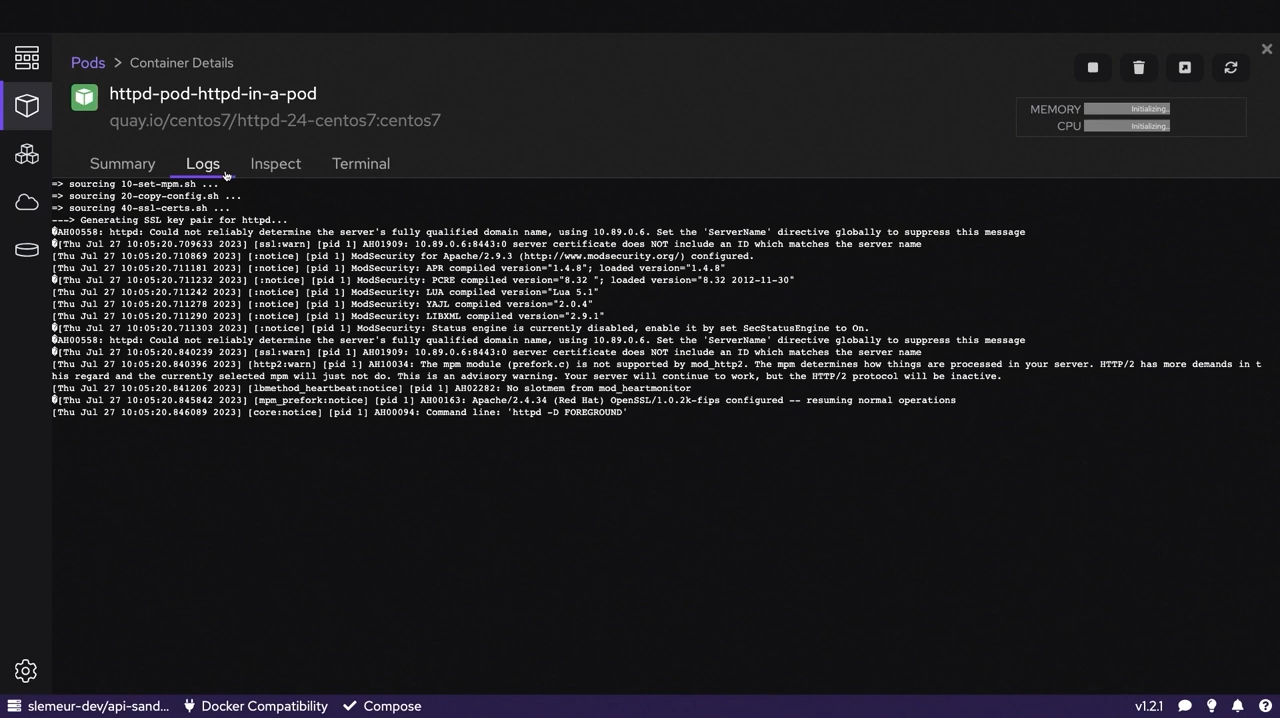 Pods > Container Details
httpd-pod-httpd-in-a-pod
quay.io/centos7/httpd-24-centos7:centos7
MEMORY Initializing..
CPU Initializing..
Summary Logs Inspect Terminal
=> sourcing 10-set-mpm.sh ...
=> sourcing 20-copy-config.sh ...
=> sourcing 40-ssl-certs.sh ...
---> Generating SSL key pair for httpd...
�AH00558: httpd: Could not reliably determine the server's fully qualified domain name, using 10.89.0.6. Set the 'ServerName' directive globally to suppress this message
�[Thu Jul 27 10:05:20.709633 2023] [ssl:warn] [pid 1] AH01909: 10.89.0.6:8443:0 server certificate does NOT include an ID which matches the server name
[Thu Jul 27 10:05:20.710869 2023] [:notice] [pid 1] ModSecurity for Apache/2.9.3 (http://www.modsecurity.org/) configured.
[Thu Jul 27 10:05:20.711181 2023] [:notice] [pid 1] ModSecurity: APR compiled version="1.4.8"; loaded version="1.4.8"
�[Thu Jul 27 10:05:20.711232 2023] [:notice] [pid 1] ModSecurity: PCRE compiled version="8.32 "; loaded version="8.32 2012-11-30"
[Thu Jul 27 10:05:20.711242 2023] [:notice] [pid 1] ModSecurity: LUA compiled version="Lua 5.1"
[Thu Jul 27 10:05:20.711278 2023] [:notice] [pid 1] ModSecurity: YAJL compiled version="2.0.4"
[Thu Jul 27 10:05:20.711290 2023] [:notice] [pid 1] ModSecurity: LIBXML compiled version="2.9.1"
�[Thu Jul 27 10:05:20.711303 2023] [:notice] [pid 1] ModSecurity: Status engine is currently disabled, enable it by set SecStatusEngine to On.
�AH00558: httpd: Could not reliably determine the server's fully qualified domain name, using 10.89.0.6. Set the 'ServerName' directive globally to suppress this message
�[Thu Jul 27 10:05:20.840239 2023] [ssl:warn] [pid 1] AH01909: 10.89.0.6:8443:0 server certificate does NOT include an ID which matches the server name
[Thu Jul 27 10:05:20.840396 2023] [http2:warn] [pid 1] AH10034: The mpm module (prefork.c) is not supported by mod_http2. The mpm determines how things are processed in your server. HTTP/2 has more demands in t
his regard and the currently selected mpm will just not do. This is an advisory warning. Your server will continue to work, but the HTTP/2 protocol will be inactive.
[Thu Jul 27 10:05:20.841206 2023] [lbmethod_heartbeat:notice] [pid 1] AH02282: No slotmem from mod_heartmonitor
�[Thu Jul 27 10:05:20.845842 2023] [mpm_prefork:notice] [pid 1] AH00163: Apache/2.4.34 (Red Hat) OpenSSL/1.0.2k-fips configured -- resuming normal operations
[Thu Jul 27 10:05:20.846089 2023] [core:notice] [pid 1] AH00094: Command line: 'httpd -D FOREGROUND'
slemeur-dev/api-sand... Docker Compatibility Compose v1.2.1